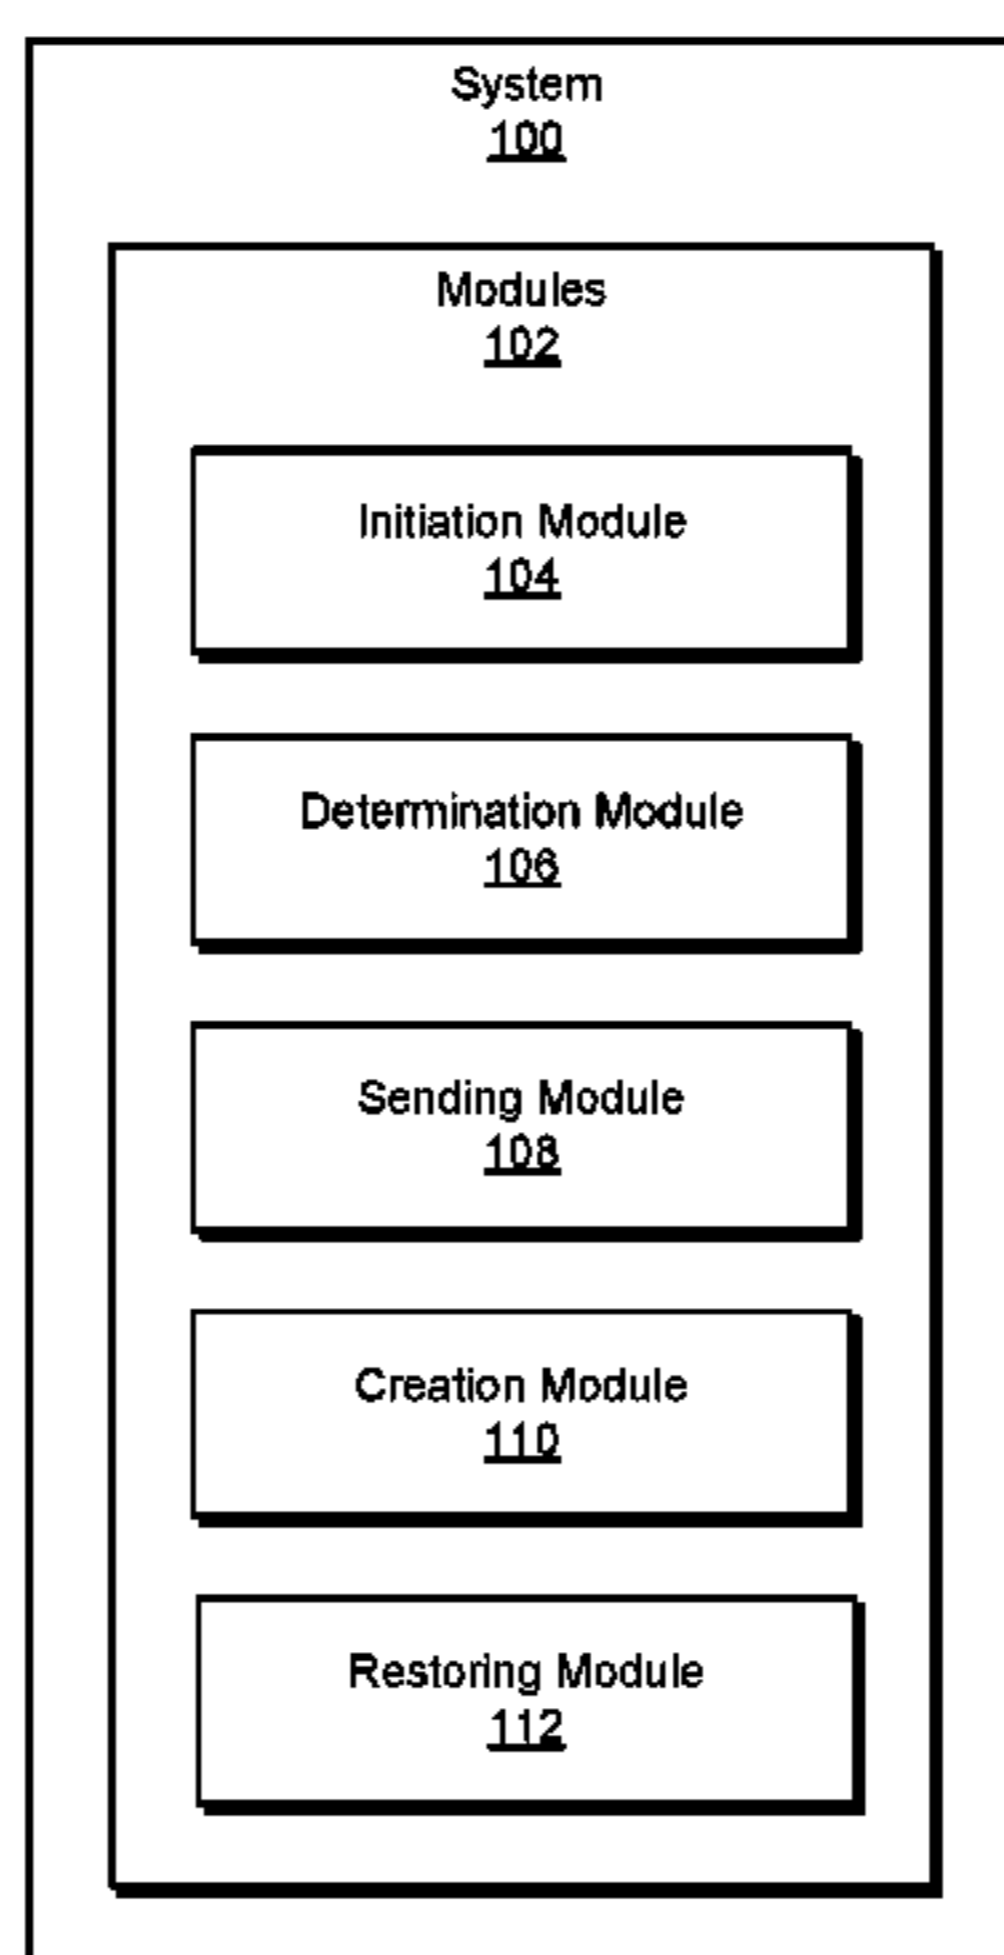 System
100
Modules
102
Initiation Module
104
Determination Module
106
Sending Module
108
Creation Module
110
Restoring Module
112